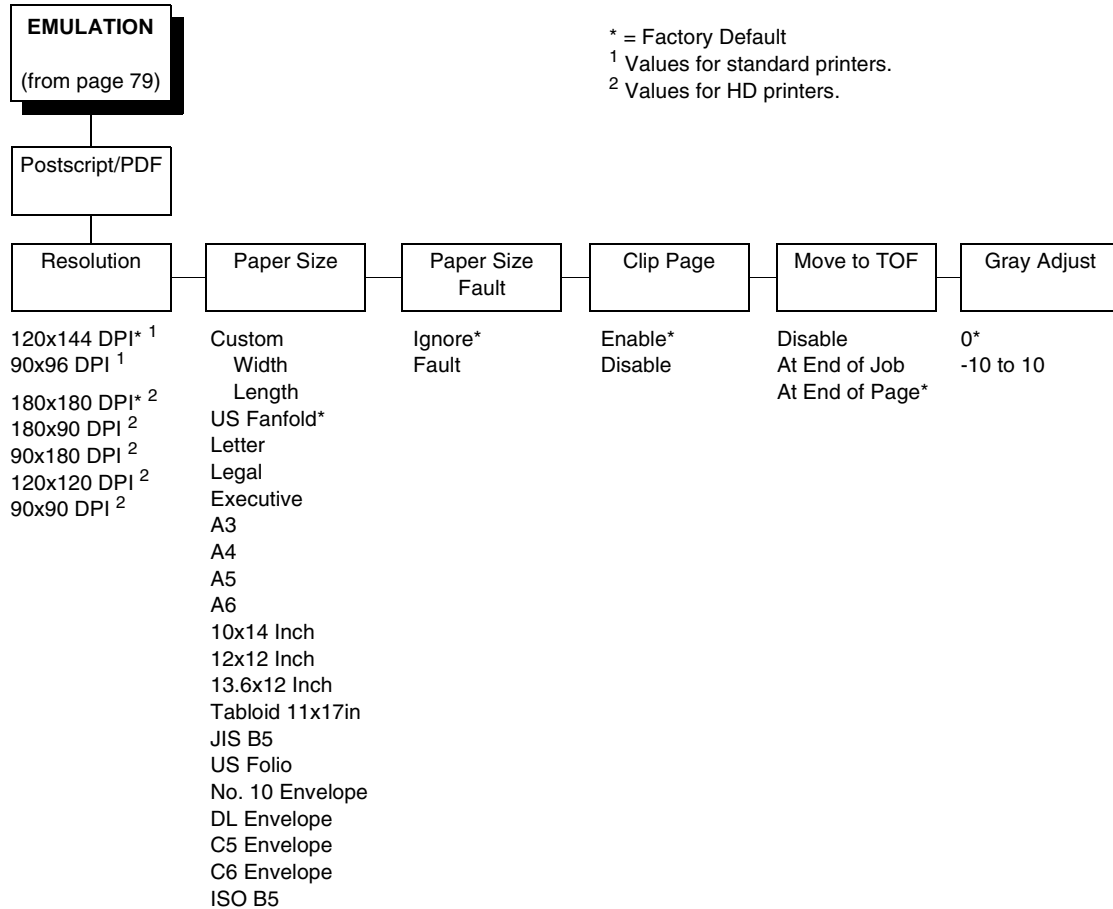 EMULATION
(from page 79)
* = Factory Default
1 Values for standard printers.
2 Values for HD printers.
Postscript/PDF
Resolution
120x144 DPI* 1
90x96 DPI 1
180x180 DPI* 2
180x90 DPI 2
90x180 DPI 2
120x120 DPI 2
90x90 DPI 2
Paper Size
Custom
Width
Length
US Fanfold*
Letter
Legal
Executive
A3
A4
A5
A6
10x14 Inch
12x12 Inch
13.6x12 Inch
Tabloid 11x17in
JIS B5
US Folio
No. 10 Envelope
DL Envelope
C5 Envelope
C6 Envelope
ISO B5
Paper Size
Fault
Ignore*
Fault
Clip Page
Enable*
Disable
Move to TOF
Disable
At End of Job
At End of Page*
Gray Adjust
0*
-10 to 10